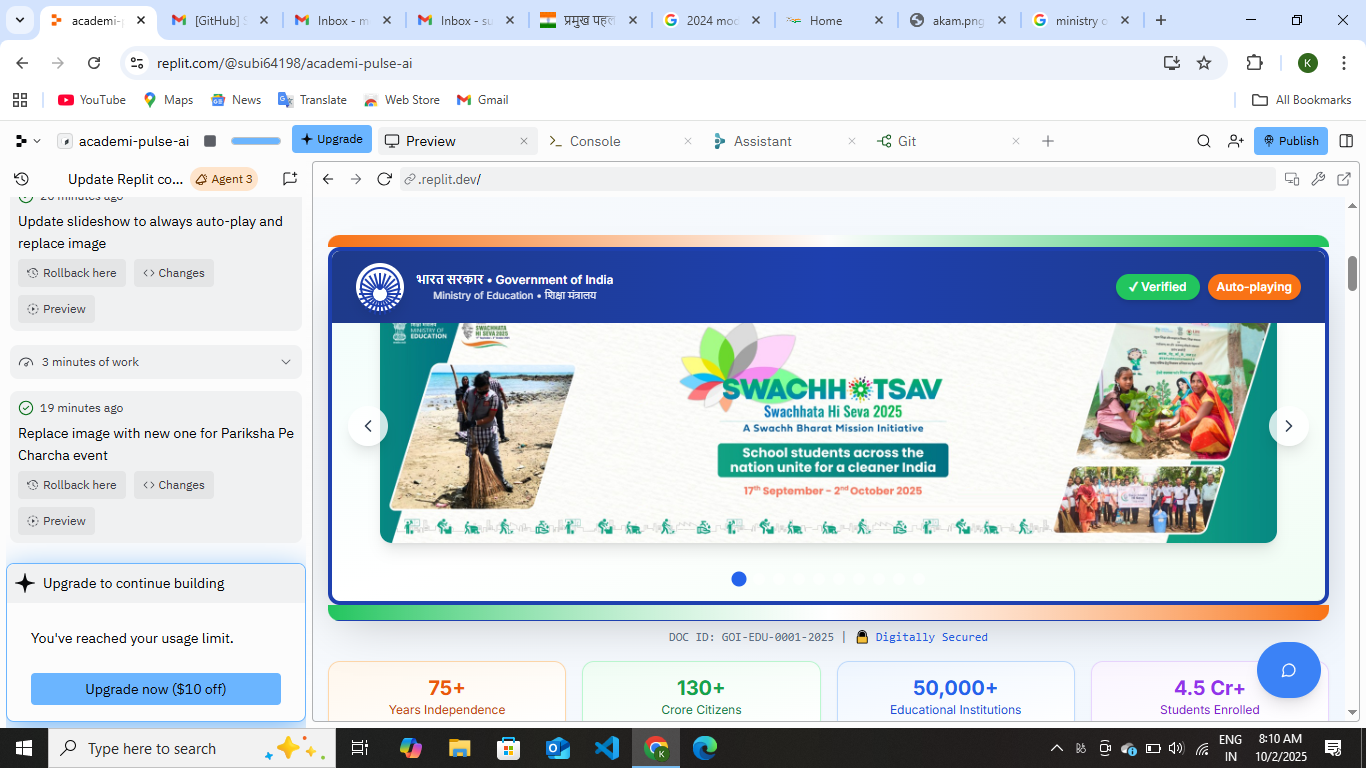 academi-
[GitHub] S
Inbox - m
Inbox - su
प्रमुख पहल
2024 moc
Home
akam.png
ministry o
replit.com/@subi64198/academi-pulse-ai
K
YouTube
Maps
News
Translate
Web Store
Gmail
All Bookmarks
academi-pulse-ai
Upgrade
Preview
Console
Assistant
Git
Publish
Update Replit co...
Agent 3
.replit.dev/
20 minutes ago
Update slideshow to always auto-play and
replace image
Rollback here
Changes
Preview
3 minutes of work
19 minutes ago
Replace image with new one for Pariksha Pe
Charcha event
Rollback here
Changes
Preview
Upgrade to continue building
You've reached your usage limit.
Upgrade now ($10 off)
भारत सरकार • Government of India
Ministry of Education • शिक्षा मंत्रालय
✓ Verified
Auto-playing
MINISTRY OF
EDUCATION
SWACHHATA
HI SEVA 2025
SWACHHOTSAV
Swachhata Hi Seva 2025
A Swachh Bharat Mission Initiative
School students across the
nation unite for a cleaner India
17th September - 2nd October 2025
DOC ID: GOI-EDU-0001-2025 | 🔒 Digitally Secured
75+
Years Independence
130+
Crore Citizens
50,000+
Educational Institutions
4.5 Cr+
Students Enrolled
Type here to search
K
ENG
IN
8:10 AM
10/2/2025